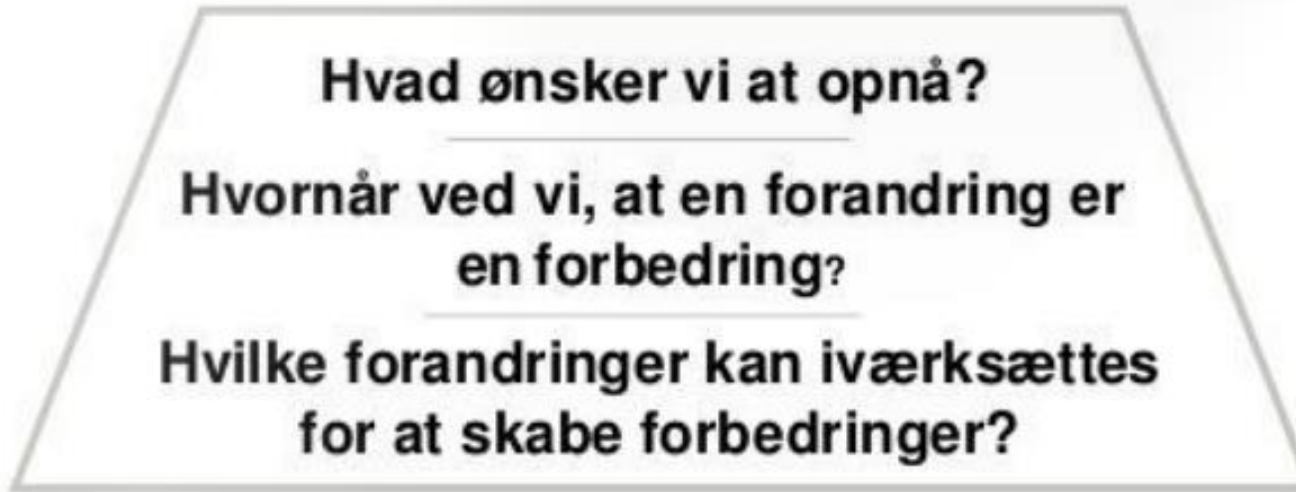 Hvad ønsker vi at opnå?
Hvornår ved vi, at en forandring er
en forbedring?
Hvilke forandringer kan iværksættes
for at skabe forbedringer?